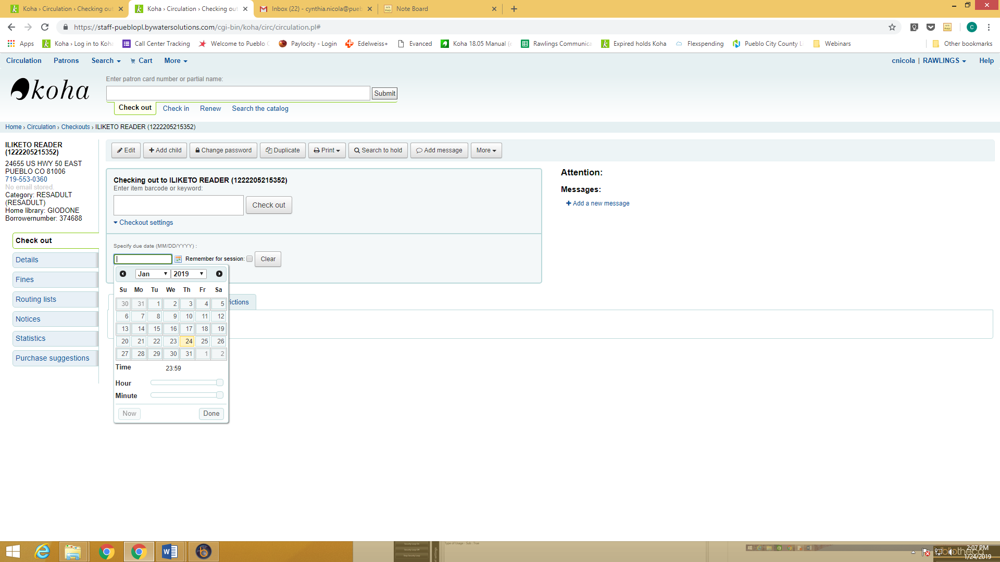 Koha › Circulation › Checking out
Koha › Circulation › Checking out
Inbox (22) - cynthia.nicola@pueb
Note Board
https://staff-pueblopl.bywatersolutions.com/cgi-bin/koha/circ/circulation.pl#
C
Apps
Koha › Log in to Koha
Call Center Tracking
Welcome to Pueblo C
Paylocity - Login
Edelweiss+
Evanced
Koha 18.05 Manual (e
Rawlings Communica
Expired holds Koha
Flexspending
Pueblo City County Li
Webinars
Other bookmarks
Circulation
Patrons
Search
Cart
More
cnicola | RAWLINGS
Help
koha
Enter patron card number or partial name:
Submit
Check out
Check in
Renew
Search the catalog
Home › Circulation › Checkouts › ILIKETO READER (1222205215352)
ILIKETO READER
(1222205215352)
24655 US HWY 50 EAST
PUEBLO CO 81006
719-553-0360
No email stored.
Category: RESADULT
(RESADULT)
Home library: GIODONE
Borrowernumber: 374688
Check out
Details
Fines
Routing lists
Notices
Statistics
Purchase suggestions
Edit
Add child
Change password
Duplicate
Print
Search to hold
Add message
More
Checking out to ILIKETO READER (1222205215352)
Enter item barcode or keyword:
Check out
Checkout settings
Specify due date (MM/DD/YYYY) :
Remember for session:
Clear
Jan
2019
Su Mo Tu We Th Fr Sa
30 31 1 2 3 4 5
6 7 8 9 10 11 12
13 14 15 16 17 18 19
20 21 22 23 24 25 26
27 28 29 30 31 1 2
Time 23:59
Hour
Minute
Now
Done
ictions
Attention:
Messages:
Add a new message
Type of Usage - Sub : True
2:07 PM
1/24/2019